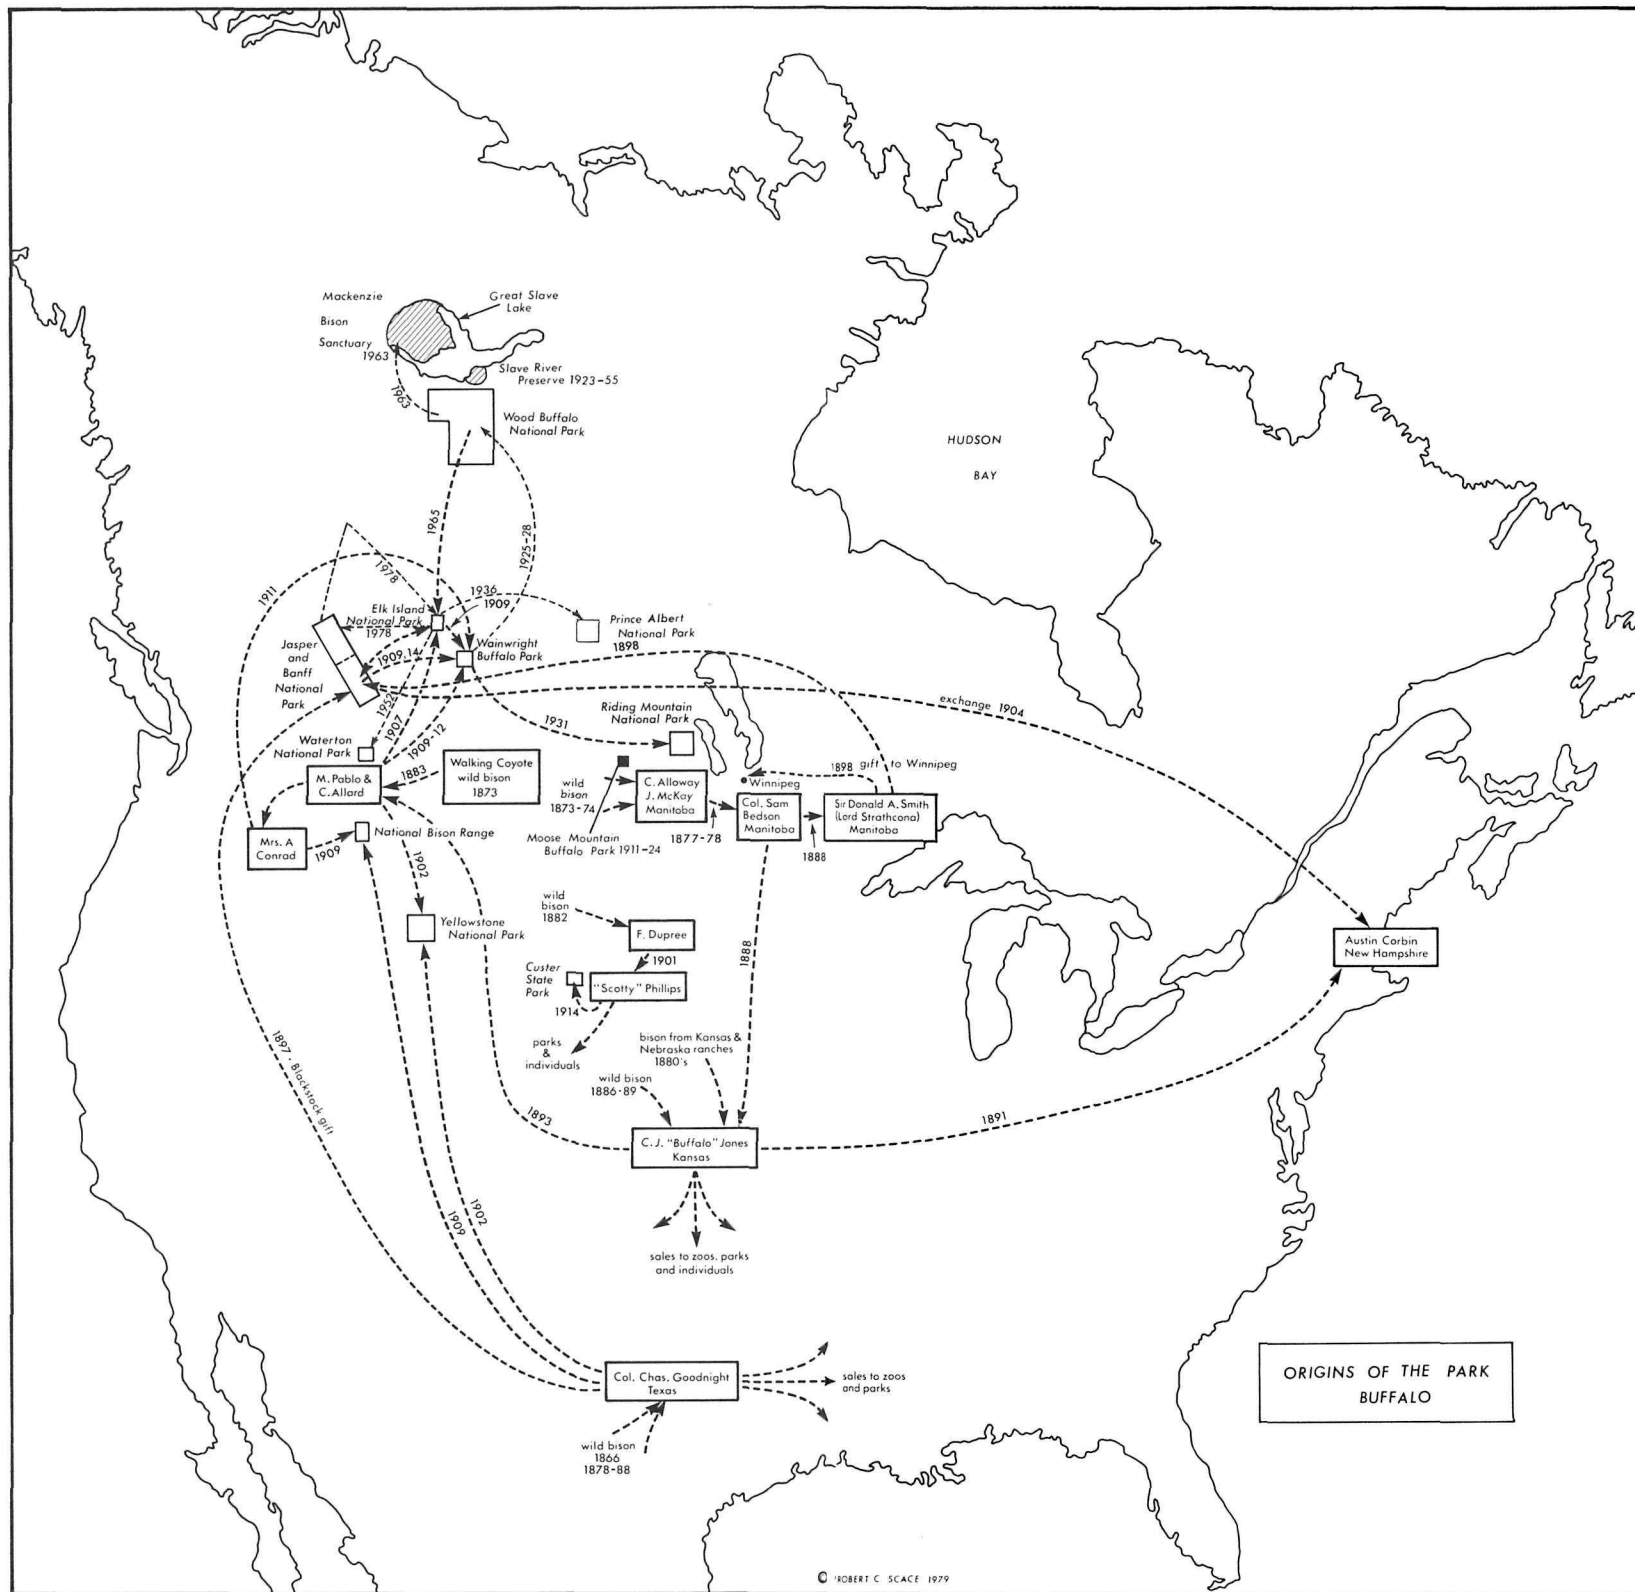 Mackenzie
Bison
Sanctuary
1963
Great Slave
Lake
Slave River
Preserve 1923-55
1963
Wood Buffalo
National Park
HUDSON
BAY
1965
1925-28
1978
1911
1936
1909
Elk Island
National Park
1978
Prince Albert
National Park
1898
Wainwright
Buffalo Park
Jasper
and
Banff
National
Park
1909-14
exchange 1904
1952
1907
1909-12
1931
Riding Mountain
National Park
Waterton
National Park
M. Pablo &
C. Allard
1883
Walking Coyote
wild bison
1873
wild
bison
1873-74
C. Alloway
J. McKay
Manitoba
Winnipeg
1898 gift to Winnipeg
Col. Sam
Bedson
Manitoba
Sir Donald A. Smith
(Lord Strathcona)
Manitoba
Moose Mountain
Buffalo Park 1911-24
1877-78
1888
Mrs. A
Conrad
1909
National Bison Range
1902
Yellowstone
National Park
wild
bison
1882
F. Dupree
1901
Custer
State
Park
"Scotty" Phillips
1914
parks
&
individuals
1888
Austin Corbin
New Hampshire
bison from Kansas &
Nebraska ranches
1880's
wild bison
1886-89
1897-Blackstock gift
1893
C. J. "Buffalo" Jones
Kansas
1891
1909
1902
sales to zoos, parks
and individuals
Col. Chas. Goodnight
Texas
sales to zoos
and parks
wild bison
1866
1878-88
ORIGINS OF THE PARK
BUFFALO
© ROBERT C SCACE 1979